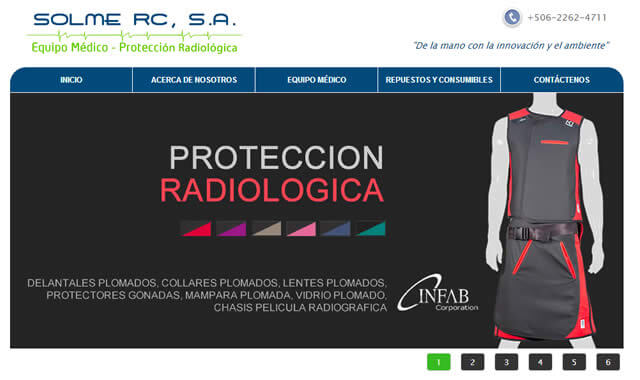 SOLME RC, S.A.
Equipo Médico - Protección Radiológica
+506-2262-4711
"De la mano con la innovación y el ambiente"
INICIO
ACERCA DE NOSOTROS
EQUIPO MÉDICO
REPUESTOS Y CONSUMIBLES
CONTÁCTENOS
PROTECCION
RADIOLOGICA
DELANTALES PLOMADOS, COLLARES PLOMADOS, LENTES PLOMADOS,
PROTECTORES GONADAS, MAMPARA PLOMADA, VIDRIO PLOMADO,
CHASIS PELICULA RADIOGRAFICA
INFAB
Corporation
1 2 3 4 5 6